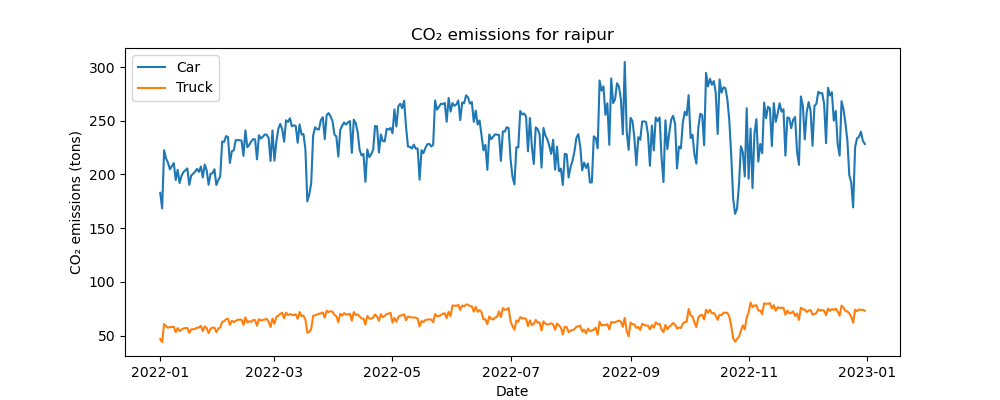 CO₂ emissions for raipur
Car
Truck
CO₂ emissions (tons)
300
250
200
150
100
50
2022-01
2022-03
2022-05
2022-07
2022-09
2022-11
2023-01
Date